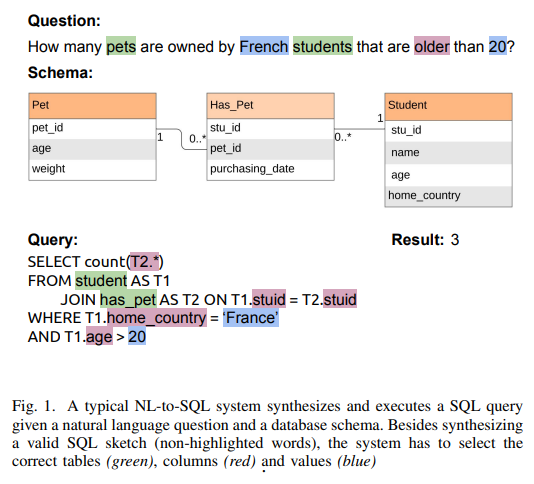 Question:
How many pets are owned by French students that are older than 20?
Schema:
Pet
pet_id
age
weight
1
0..*
Has_Pet
stu_id
pet_id
purchasing_date
0..*
1
Student
stu_id
name
age
home_country
Query:
Result: 3
SELECT count(T2.*)
FROM student AS T1
JOIN has_pet AS T2 ON T1.stuid = T2.stuid
WHERE T1.home_country = ‘France’
AND T1.age > 20
Fig. 1. A typical NL-to-SQL system synthesizes and executes a SQL query
given a natural language question and a database schema. Besides synthesizing
a valid SQL sketch (non-highlighted words), the system has to select the
correct tables (green), columns (red) and values (blue)